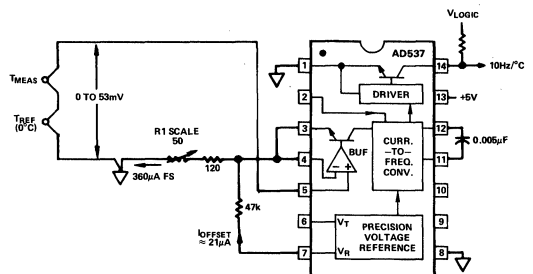 VLOGIC
AD537
1
14
10Hz/°C
DRIVER
TMEAS
0 TO 53mV
2
13
+5V
TREF
(0°C)
R1 SCALE
50
3
12
CURR.
–TO–
FREQ.
CONV.
0.005μF
BUF
4
11
120
360μA FS
– +
5
10
47k
6
VT
PRECISION
VOLTAGE
REFERENCE
9
IOFFSET
≈ 21μA
7
VR
8